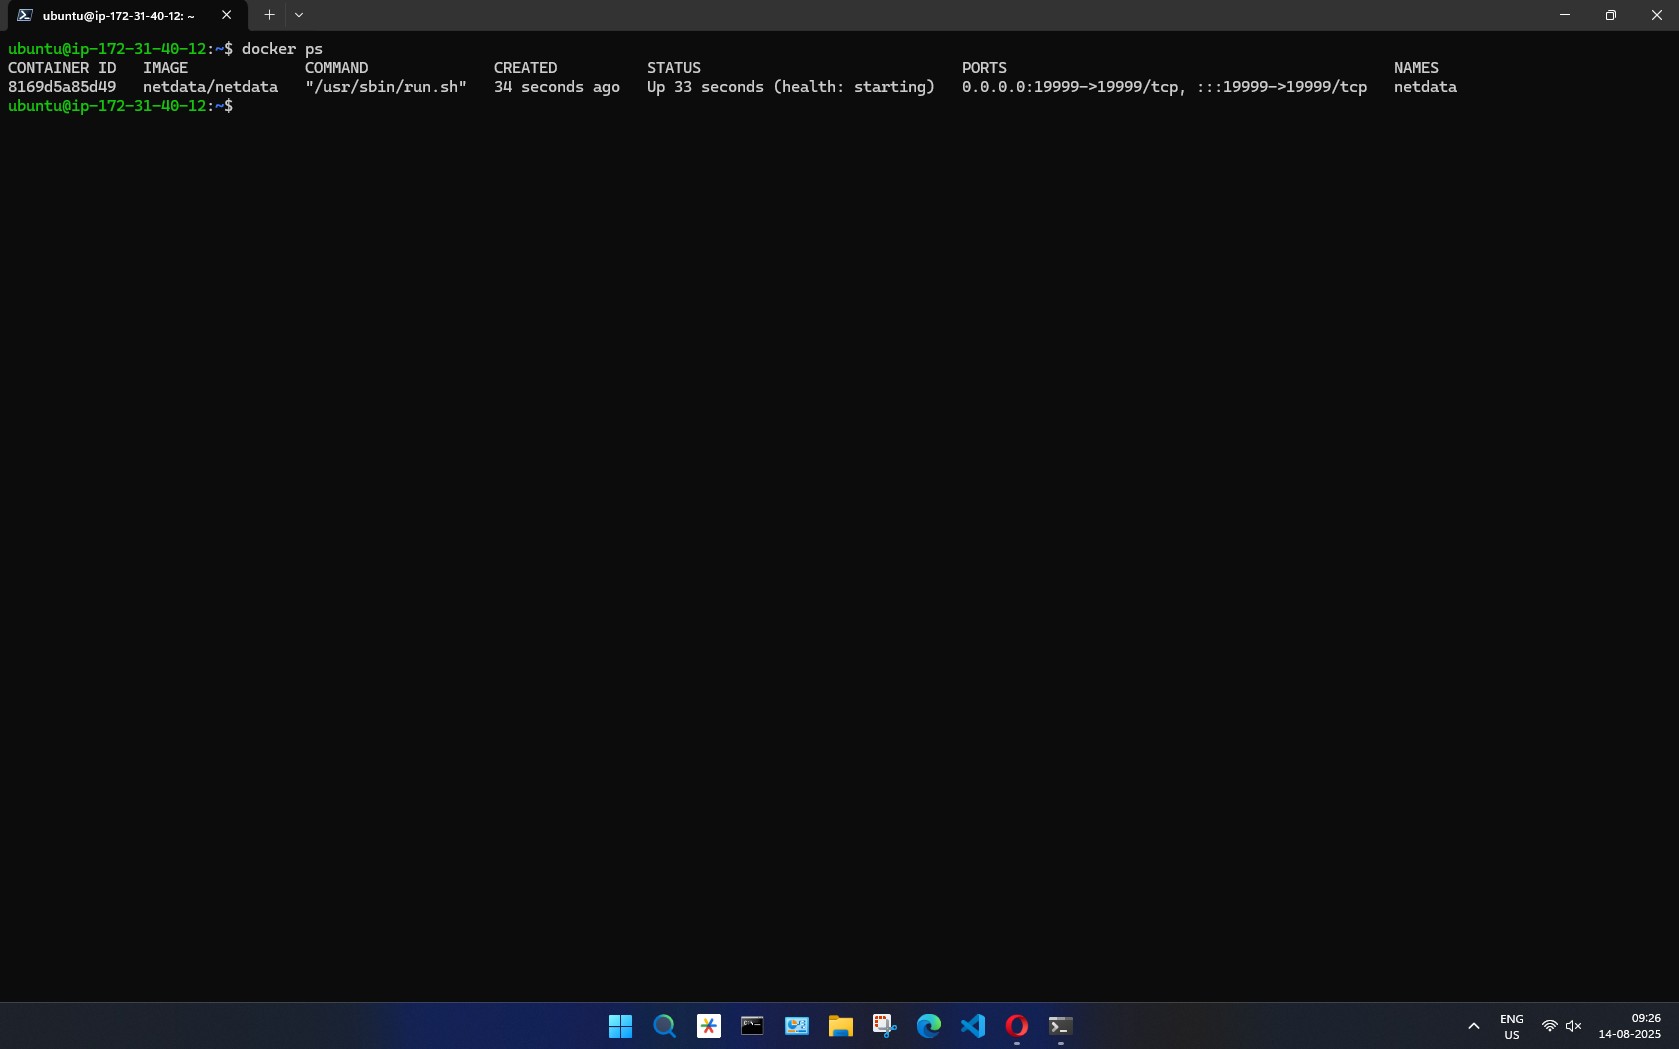 ubuntu@ip-172-31-40-12: ~
ubuntu@ip-172-31-40-12:~$ docker ps
CONTAINER ID   IMAGE             COMMAND              CREATED          STATUS                             PORTS                                           NAMES
8169d5a85d49   netdata/netdata   "/usr/sbin/run.sh"   34 seconds ago   Up 33 seconds (health: starting)   0.0.0.0:19999->19999/tcp, :::19999->19999/tcp   netdata
ubuntu@ip-172-31-40-12:~$
ENG
US
09:26
14-08-2025